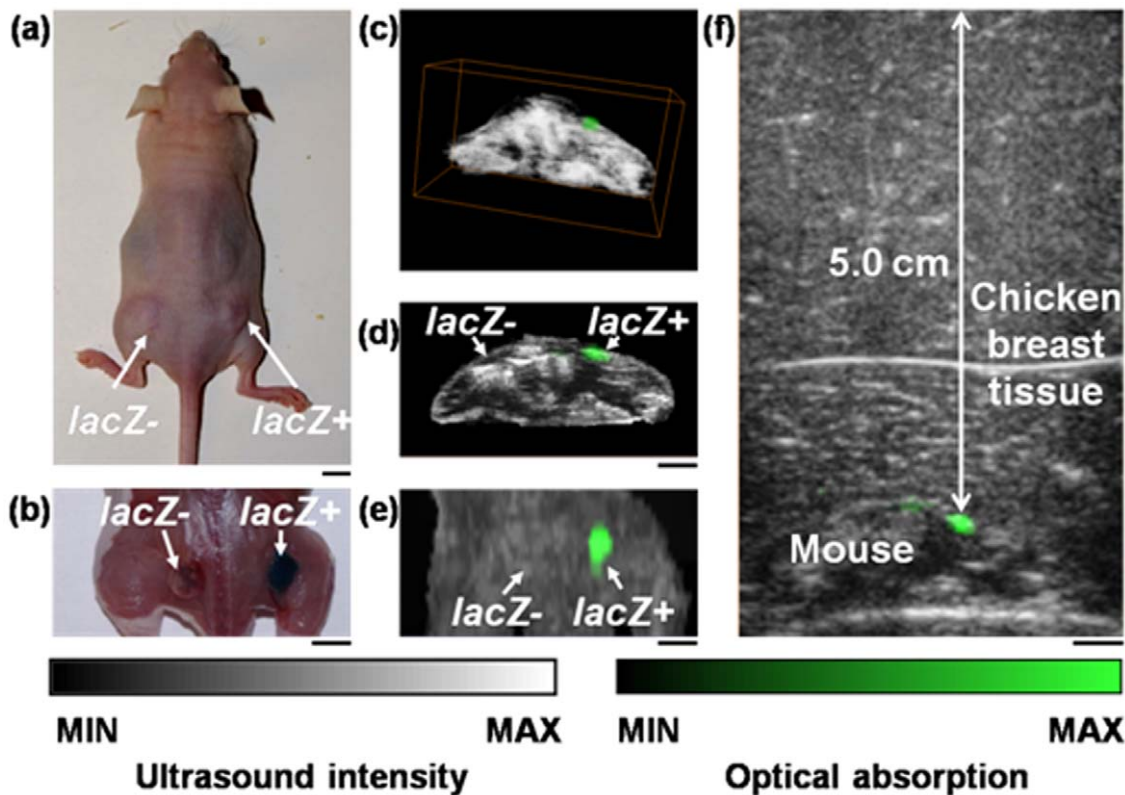 (a)
lacZ-
lacZ+
(b)
lacZ-
lacZ+
(c)
(d)
lacZ-
lacZ+
(e)
lacZ-
lacZ+
(f)
5.0 cm
Chicken
breast
tissue
Mouse
MIN
MAX
Ultrasound intensity
MIN
MAX
Optical absorption